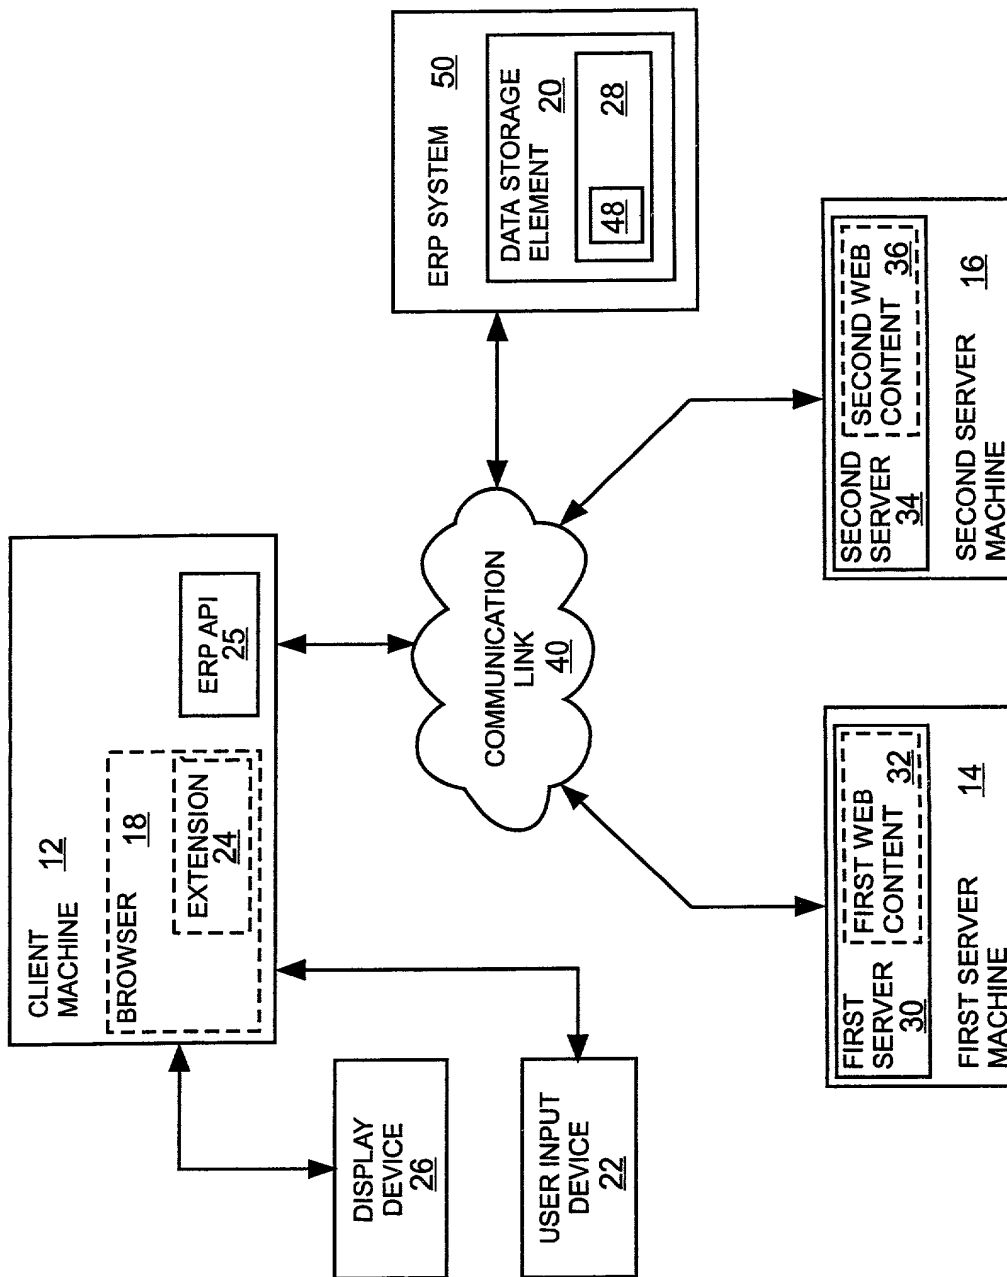 CLIENT
MACHINE 12
BROWSER 18
EXTENSION
24
ERP API
25
DISPLAY
DEVICE
26
USER INPUT
DEVICE
22
COMMUNICATION
LINK
40
ERP SYSTEM 50
DATA STORAGE
ELEMENT 20
48
28
FIRST
SERVER
30
FIRST WEB
CONTENT 32
FIRST SERVER
MACHINE 14
SECOND
SERVER
34
SECOND WEB
CONTENT 36
SECOND SERVER
MACHINE 16